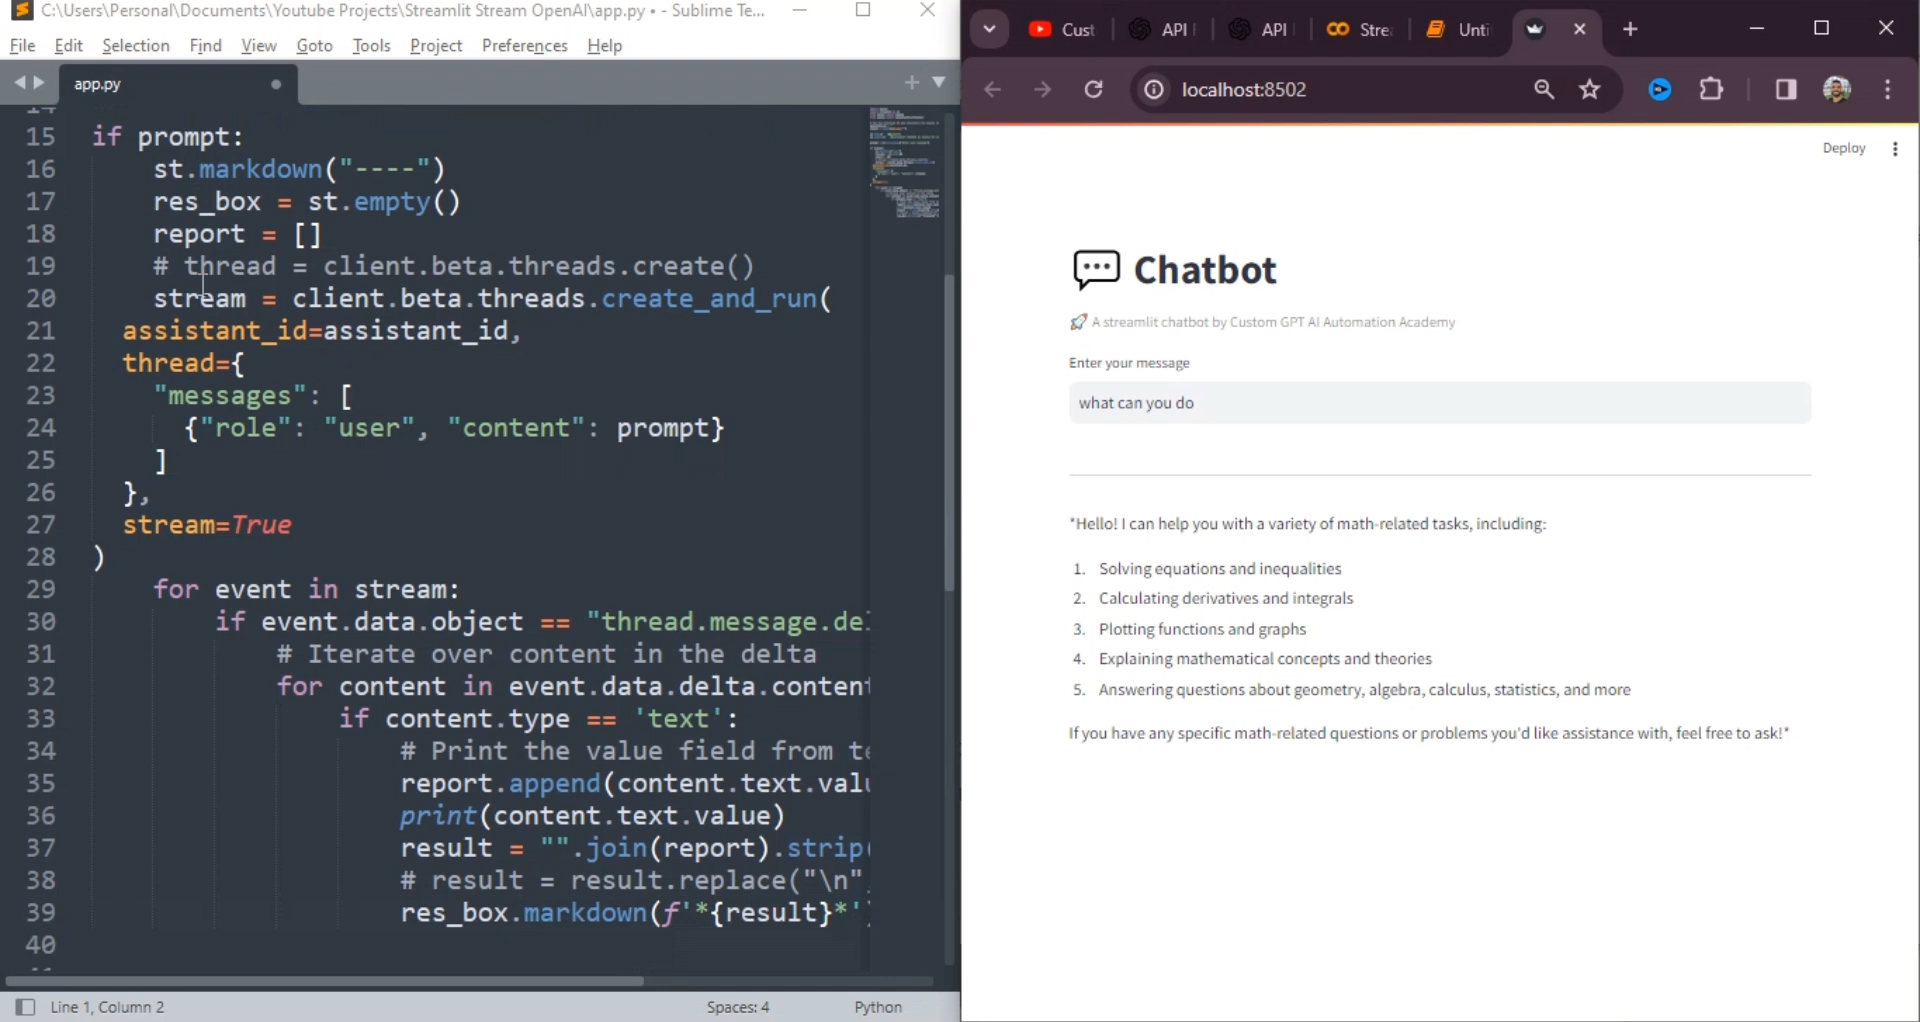 C:\Users\Personal\Documents\Youtube Projects\Streamlit Stream OpenAI\app.py • - Sublime Te...
File Edit Selection Find View Goto Tools Project Preferences Help
app.py
14
15 if prompt:
16 st.markdown("----")
17 res_box = st.empty()
18 report = []
19 # thread = client.beta.threads.create()
20 stream = client.beta.threads.create_and_run(
21 assistant_id=assistant_id,
22 thread={
23 "messages": [
24 {"role": "user", "content": prompt}
25 ]
26 },
27 stream=True
28 )
29 for event in stream:
30 if event.data.object == "thread.message.de
31 # Iterate over content in the delta
32 for content in event.data.delta.content
33 if content.type == 'text':
34 # Print the value field from te
35 report.append(content.text.val
36 print(content.text.value)
37 result = "".join(report).strip(
38 # result = result.replace("\n"
39 res_box.markdown(f'*{result}*'
40
Line 1, Column 2
Spaces: 4
Python
Cust
API
API
Stre
Unti
localhost:8502
Deploy
Chatbot
A streamlit chatbot by Custom GPT AI Automation Academy
Enter your message
what can you do
*Hello! I can help you with a variety of math-related tasks, including:
1. Solving equations and inequalities
2. Calculating derivatives and integrals
3. Plotting functions and graphs
4. Explaining mathematical concepts and theories
5. Answering questions about geometry, algebra, calculus, statistics, and more
If you have any specific math-related questions or problems you'd like assistance with, feel free to ask!*